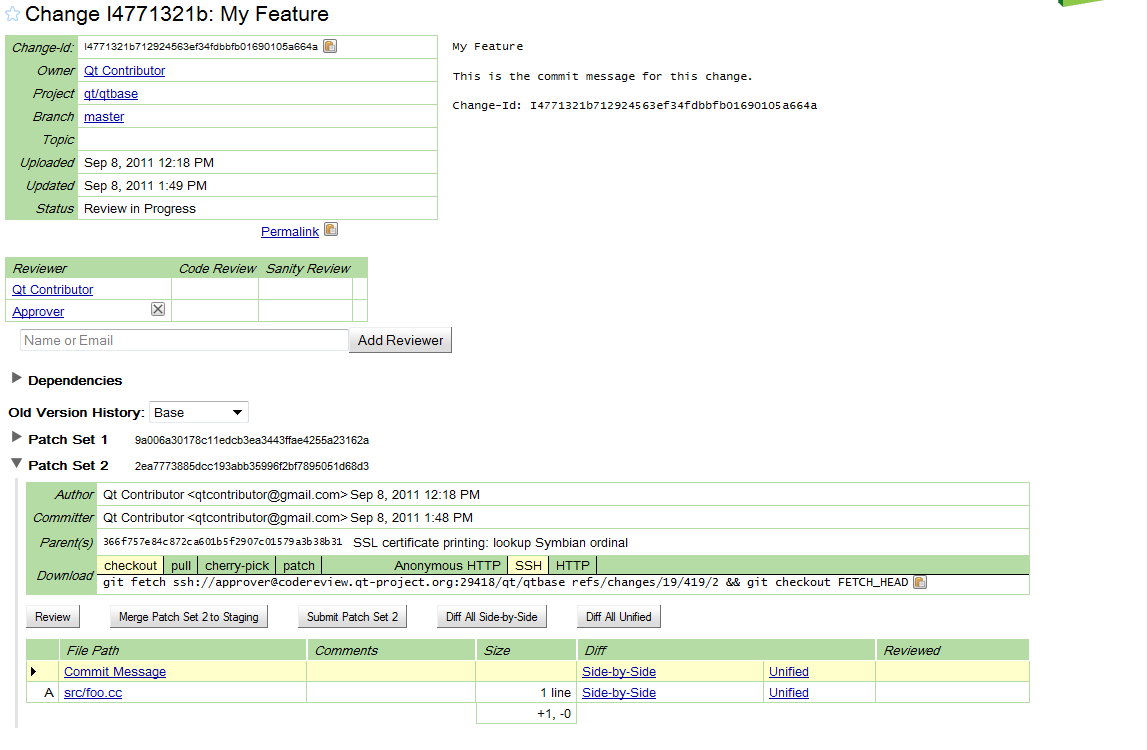 Change I4771321b: My Feature
Change-Id: I4771321b712924563ef34fdbbfb01690105a664a
Owner Qt Contributor
Project qt/qtbase
Branch master
Topic
Uploaded Sep 8, 2011 12:18 PM
Updated Sep 8, 2011 1:49 PM
Status Review in Progress
Permalink
My Feature
This is the commit message for this change.
Change-Id: I4771321b712924563ef34fdbbfb01690105a664a
Reviewer Code Review Sanity Review
Qt Contributor
Approver
Name or Email Add Reviewer
Dependencies
Old Version History: Base
Patch Set 1 9a006a30178c11edcb3ea3443ffae4255a23162a
Patch Set 2 2ea7773885dcc193abb35996f2bf7895051d68d3
Author Qt Contributor <qtcontributor@gmail.com> Sep 8, 2011 12:18 PM
Committer Qt Contributor <qtcontributor@gmail.com> Sep 8, 2011 1:48 PM
Parent(s) 366f757e84c872ca601b5f2907c01579a3b38b31 SSL certificate printing: lookup Symbian ordinal
Download checkout pull cherry-pick patch Anonymous HTTP SSH HTTP
git fetch ssh://approver@codereview.qt-project.org:29418/qt/qtbase refs/changes/19/419/2 && git checkout FETCH_HEAD
Review Merge Patch Set 2 to Staging Submit Patch Set 2 Diff All Side-by-Side Diff All Unified
File Path Comments Size Diff Reviewed
Commit Message Side-by-Side Unified
A src/foo.cc 1 line Side-by-Side Unified
+1, -0